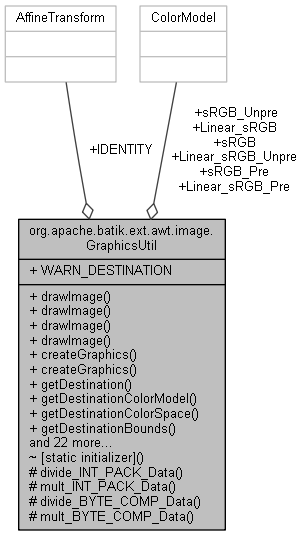 AffineTransform
ColorModel
+IDENTITY
+sRGB_Unpre
+Linear_sRGB
+sRGB
+Linear_sRGB_Unpre
+sRGB_Pre
+Linear_sRGB_Pre
org.apache.batik.ext.awt.image.
GraphicsUtil
+ WARN_DESTINATION
+ drawImage()
+ drawImage()
+ drawImage()
+ drawImage()
+ createGraphics()
+ createGraphics()
+ getDestination()
+ getDestinationColorModel()
+ getDestinationColorSpace()
+ getDestinationBounds()
and 22 more...
~ [static initializer]()
# divide_INT_PACK_Data()
# mult_INT_PACK_Data()
# divide_BYTE_COMP_Data()
# mult_BYTE_COMP_Data()